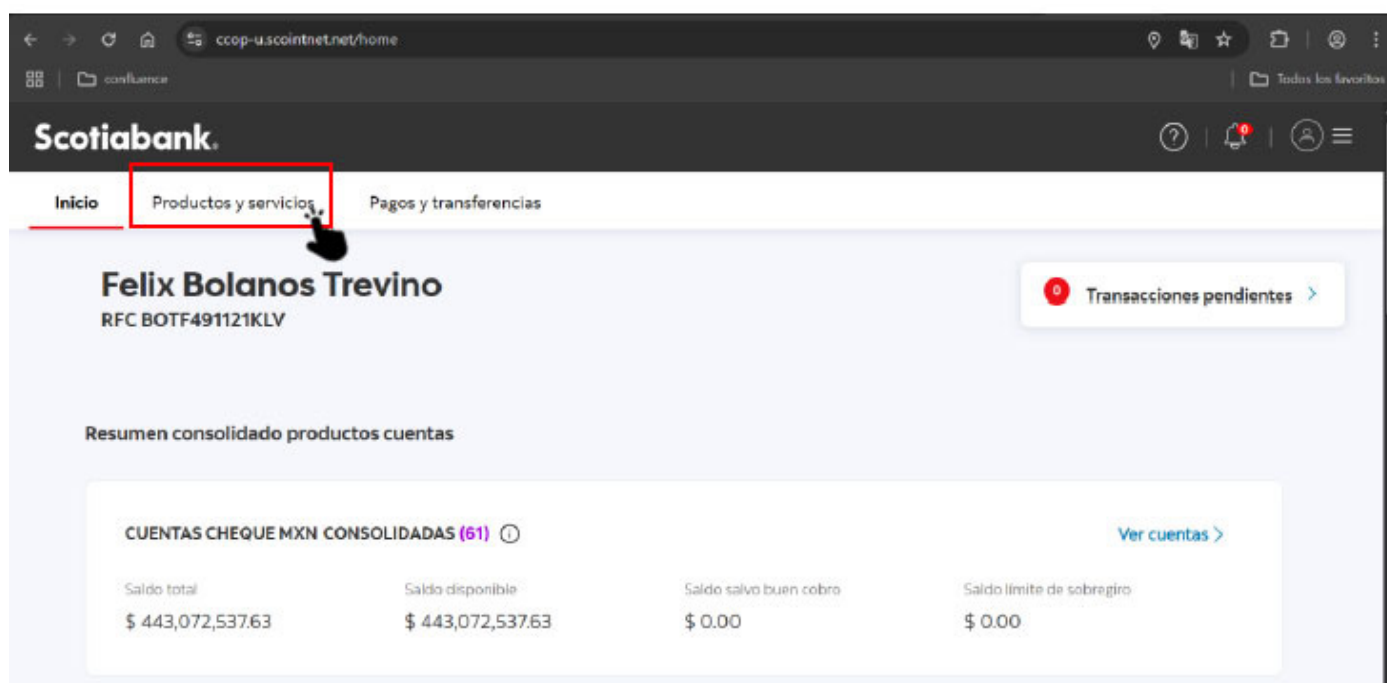 ccop-u.scointnet.net/home
confluence
Todos los favoritos
Scotiabank.
0
Inicio Productos y servicios Pagos y transferencias
Felix Bolanos Trevino
RFC BOTF491121KLV
0 Transacciones pendientes >
Resumen consolidado productos cuentas
CUENTAS CHEQUE MXN CONSOLIDADAS (61)
Ver cuentas >
Saldo total Saldo disponible Saldo salvo buen cobro Saldo límite de sobregiro
$ 443,072,537.63 $ 443,072,537.63 $ 0.00 $ 0.00